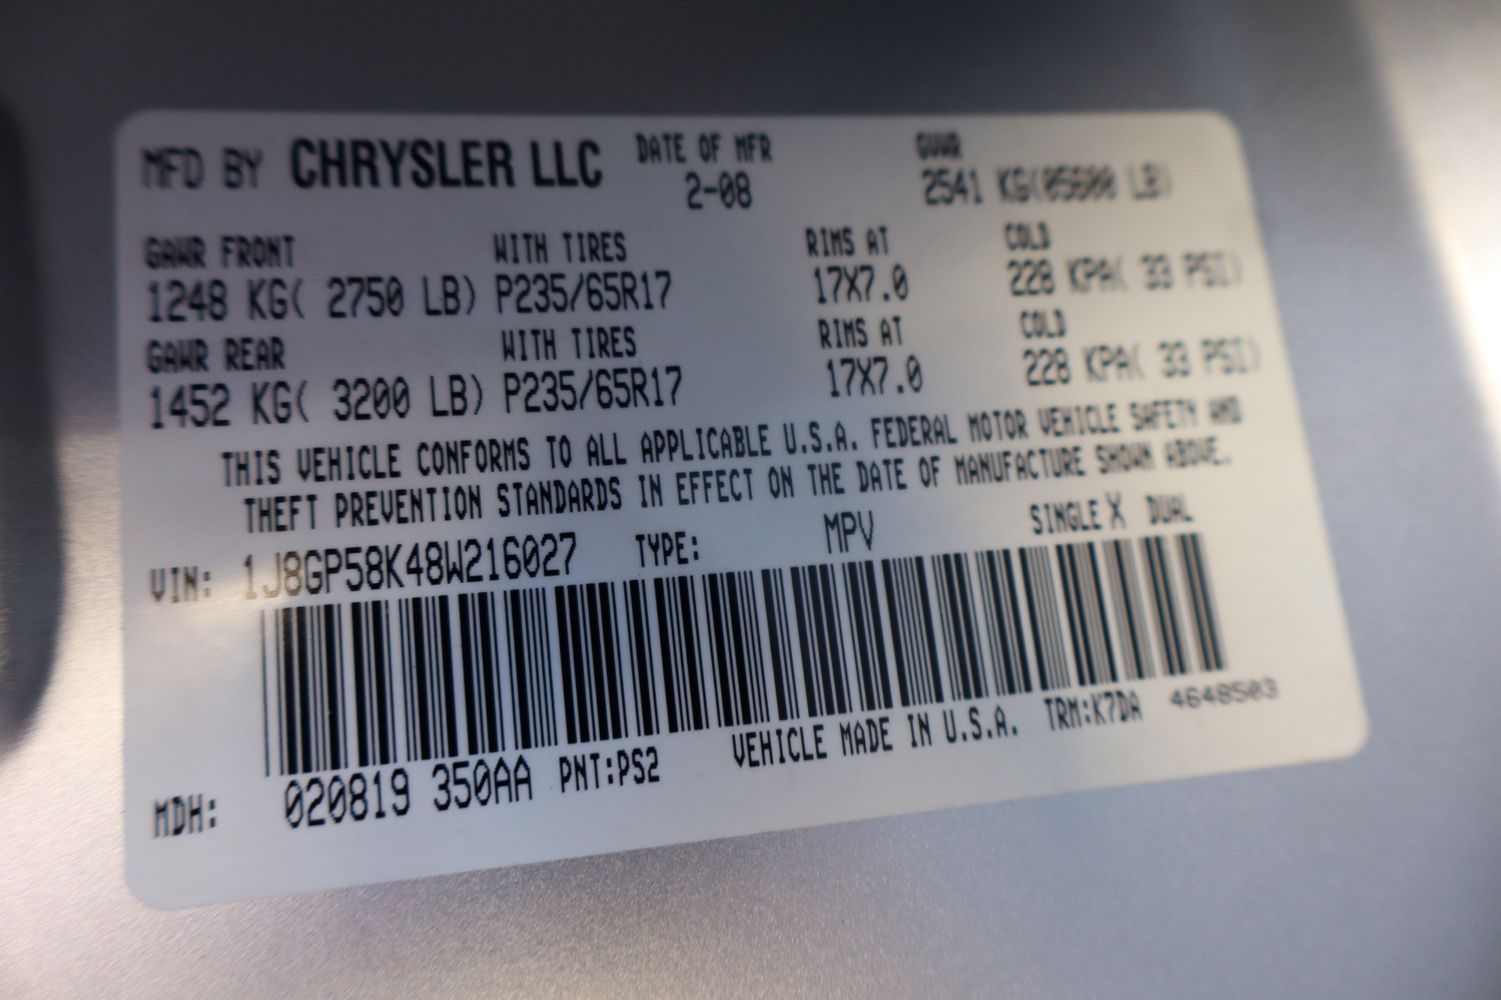 MFD BY CHRYSLER LLC DATE OF MFR GVWR
2-08 2541 KG(05600 LB)
GAWR FRONT WITH TIRES RIMS AT COLD
1248 KG( 2750 LB) P235/65R17 17X7.0 228 KPA( 33 PSI)
GAWR REAR WITH TIRES RIMS AT COLD
1452 KG( 3200 LB) P235/65R17 17X7.0 228 KPA( 33 PSI)
THIS VEHICLE CONFORMS TO ALL APPLICABLE U.S.A. FEDERAL MOTOR VEHICLE SAFETY AND
THEFT PREVENTION STANDARDS IN EFFECT ON THE DATE OF MANUFACTURE SHOWN ABOVE.
VIN: 1J8GP58K48W216027 TYPE: MPV SINGLE X DUAL
MDH: 020819 350AA PNT:PS2 VEHICLE MADE IN U.S.A. TRM:K7DA 4648503